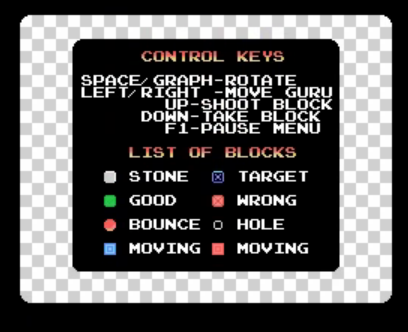 CONTROL KEYS
SPACE/GRAPH-ROTATE
LEFT/RIGHT -MOVE GURU
UP-SHOOT BLOCK
DOWN-TAKE BLOCK
F1-PAUSE MENU
LIST OF BLOCKS
STONE TARGET
GOOD WRONG
BOUNCE HOLE
MOVING MOVING